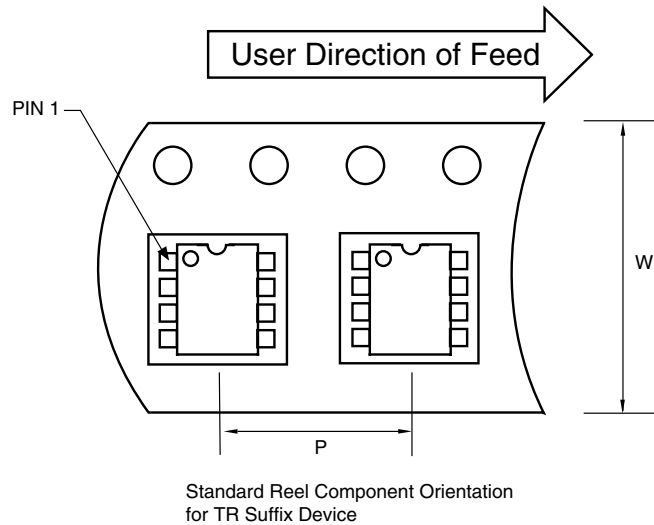 User Direction of Feed
PIN 1
W
P
Standard Reel Component Orientation
for TR Suffix Device